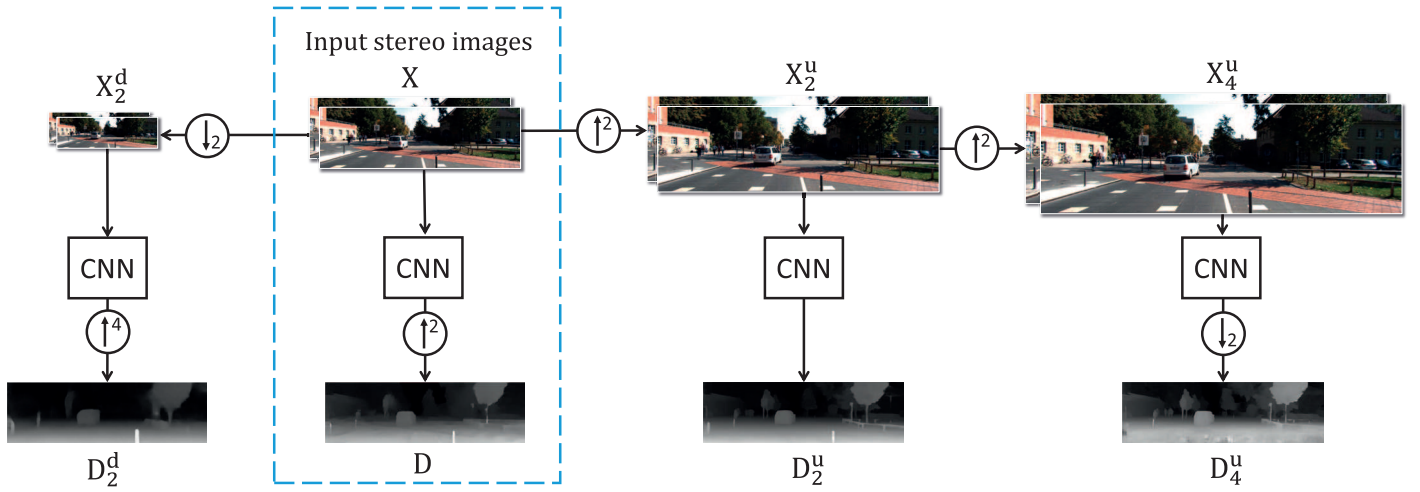 Input stereo images
X₂ᵈ
X
X₂ᵘ
X₄ᵘ
↓2
↑2
↑2
CNN
CNN
CNN
CNN
↑4
↑2
↓2
D₂ᵈ
D
D₂ᵘ
D₄ᵘ